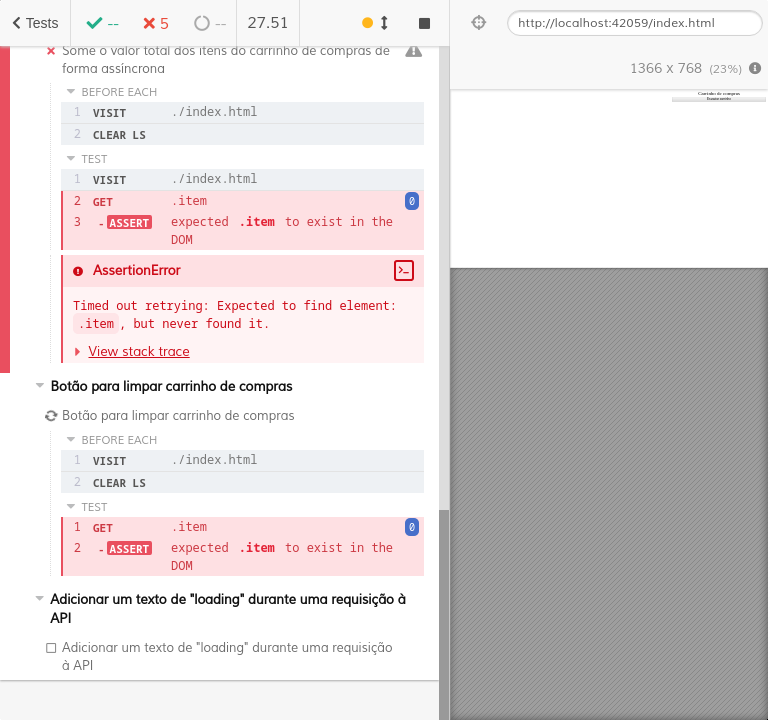 Tests -- 5 -- 27.51
http://localhost:42059/index.html
1366 x 768 (23%)
Carrinho de compras
Some o valor total dos itens do carrinho de compras de
forma assíncrona
BEFORE EACH
1 VISIT ./index.html
2 CLEAR LS
TEST
1 VISIT ./index.html
2 GET .item 0
3 -ASSERT expected .item to exist in the
DOM
AssertionError
Timed out retrying: Expected to find element:
.item, but never found it.
View stack trace
Botão para limpar carrinho de compras
Botão para limpar carrinho de compras
BEFORE EACH
1 VISIT ./index.html
2 CLEAR LS
TEST
1 GET .item 0
2 -ASSERT expected .item to exist in the
DOM
Adicionar um texto de "loading" durante uma requisição à
API
Adicionar um texto de "loading" durante uma requisição
à API